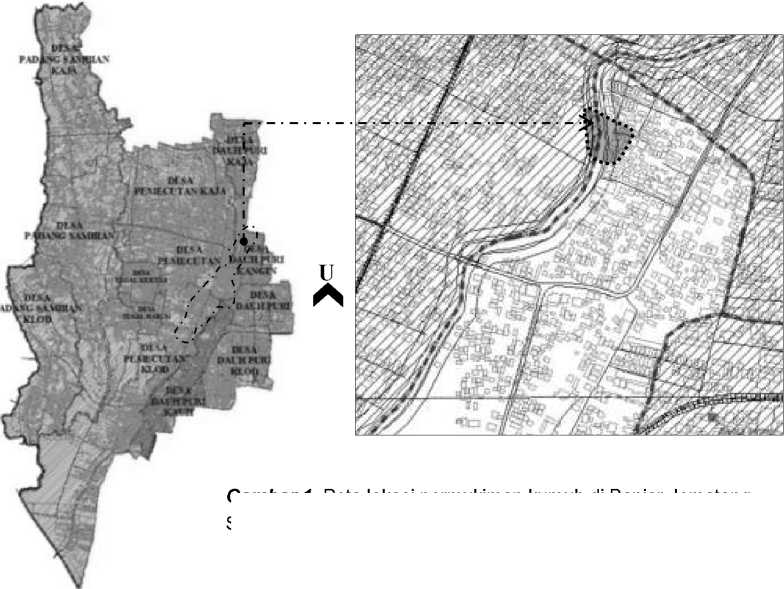 DESA
PADANG SAMBIAN
KAJA
DESA
DAUH PURI
KAJA
DESA
PEMECUTAN KAJA
DESA
PADANG SAMBIAN
DESA
PEMECUTAN
DESA
DAUH PURI
KANGIN
DESA
TEGAL KERTHA
DESA
TEGAL HARUM
DESA
DAUH PURI
DESA
ADANG SAMBIAN
KLOD
DESA
PEMECUTAN
KLOD
DESA
DAUH PURI
KLOD
DESA
DAUH PURI
KAUH
U
Gambar 1. Peta lokasi permukiman kumuh di Banjar Jematang
S